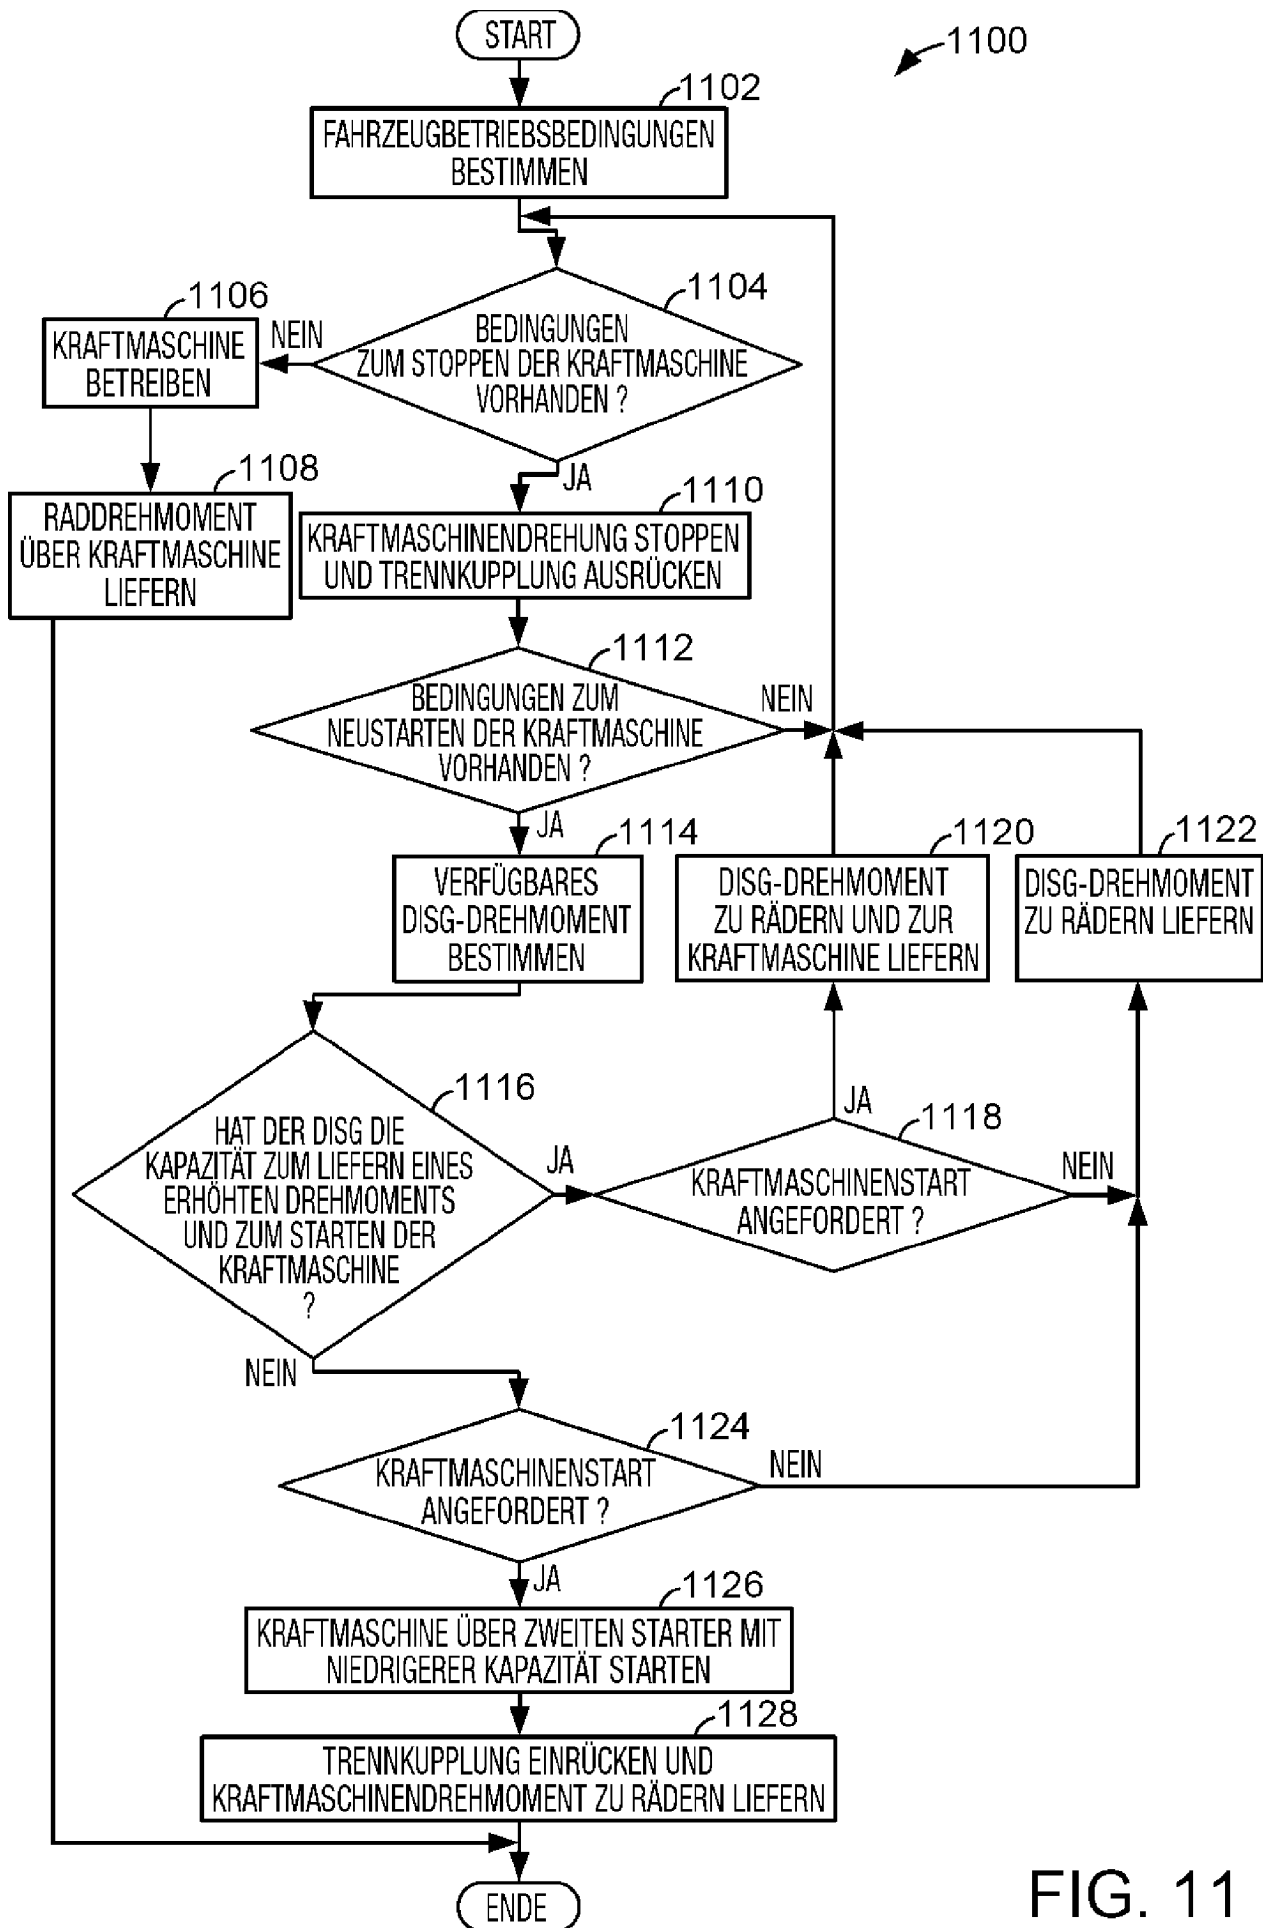 START
1100
1102
FAHRZEUGBETRIEBSBEDINGUNGEN
BESTIMMEN
1104
BEDINGUNGEN
ZUM STOPPEN DER KRAFTMASCHINE
VORHANDEN ?
1106
NEIN
KRAFTMASCHINE
BETREIBEN
JA
1108
RADDREHMOMENT
ÜBER KRAFTMASCHINE
LIEFERN
1110
KRAFTMASCHINENDREHUNG STOPPEN
UND TRENNKUPPLUNG AUSRÜCKEN
1112
BEDINGUNGEN ZUM
NEUSTARTEN DER KRAFTMASCHINE
VORHANDEN ?
NEIN
JA
1114
VERFÜGBARES
DISG-DREHMOMENT
BESTIMMEN
1120
DISG-DREHMOMENT
ZU RÄDERN UND ZUR
KRAFTMASCHINE LIEFERN
1122
DISG-DREHMOMENT
ZU RÄDERN LIEFERN
1116
HAT DER DISG DIE
KAPAZITÄT ZUM LIEFERN EINES
ERHÖHTEN DREHMOMENTS
UND ZUM STARTEN DER
KRAFTMASCHINE
?
JA
JA
1118
KRAFTMASCHINENSTART
ANGEFORDERT ?
NEIN
NEIN
1124
KRAFTMASCHINENSTART
ANGEFORDERT ?
NEIN
JA
1126
KRAFTMASCHINE ÜBER ZWEITEN STARTER MIT
NIEDRIGERER KAPAZITÄT STARTEN
1128
TRENNKUPPLUNG EINRÜCKEN UND
KRAFTMASCHINENDREHMOMENT ZU RÄDERN LIEFERN
ENDE
FIG. 11